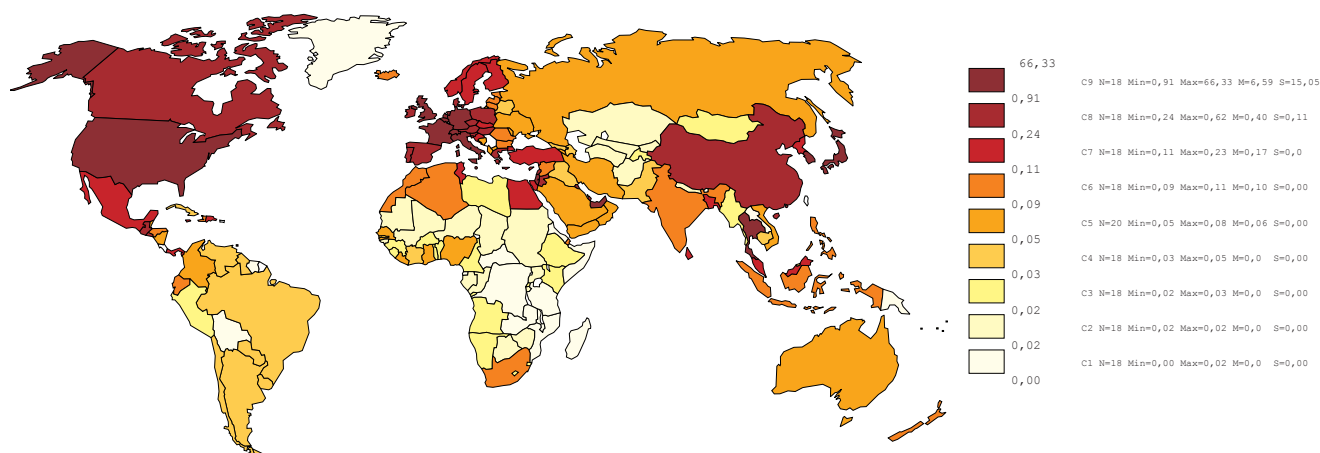 66,33
C9 N=18 Min=0,91 Max=66,33 M=6,59 S=15,05
0,91
C8 N=18 Min=0,24 Max=0,62 M=0,40 S=0,11
0,24
C7 N=18 Min=0,11 Max=0,23 M=0,17 S=0,0
0,11
C6 N=18 Min=0,09 Max=0,11 M=0,10 S=0,00
0,09
C5 N=20 Min=0,05 Max=0,08 M=0,06 S=0,00
0,05
C4 N=18 Min=0,03 Max=0,05 M=0,0 S=0,00
0,03
C3 N=18 Min=0,02 Max=0,03 M=0,0 S=0,00
0,02
C2 N=18 Min=0,02 Max=0,02 M=0,0 S=0,00
0,02
C1 N=18 Min=0,00 Max=0,02 M=0,0 S=0,00
0,00